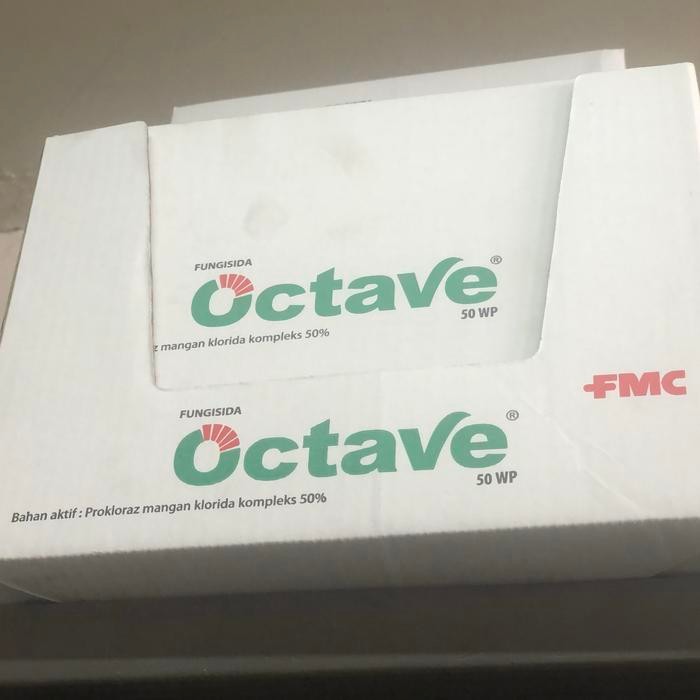 FUNGISIDA
Octave®
50 WP
mangan klorida kompleks 50%
FMC
FUNGISIDA
Octave®
50 WP
Bahan aktif : Prokloraz mangan klorida kompleks 50%